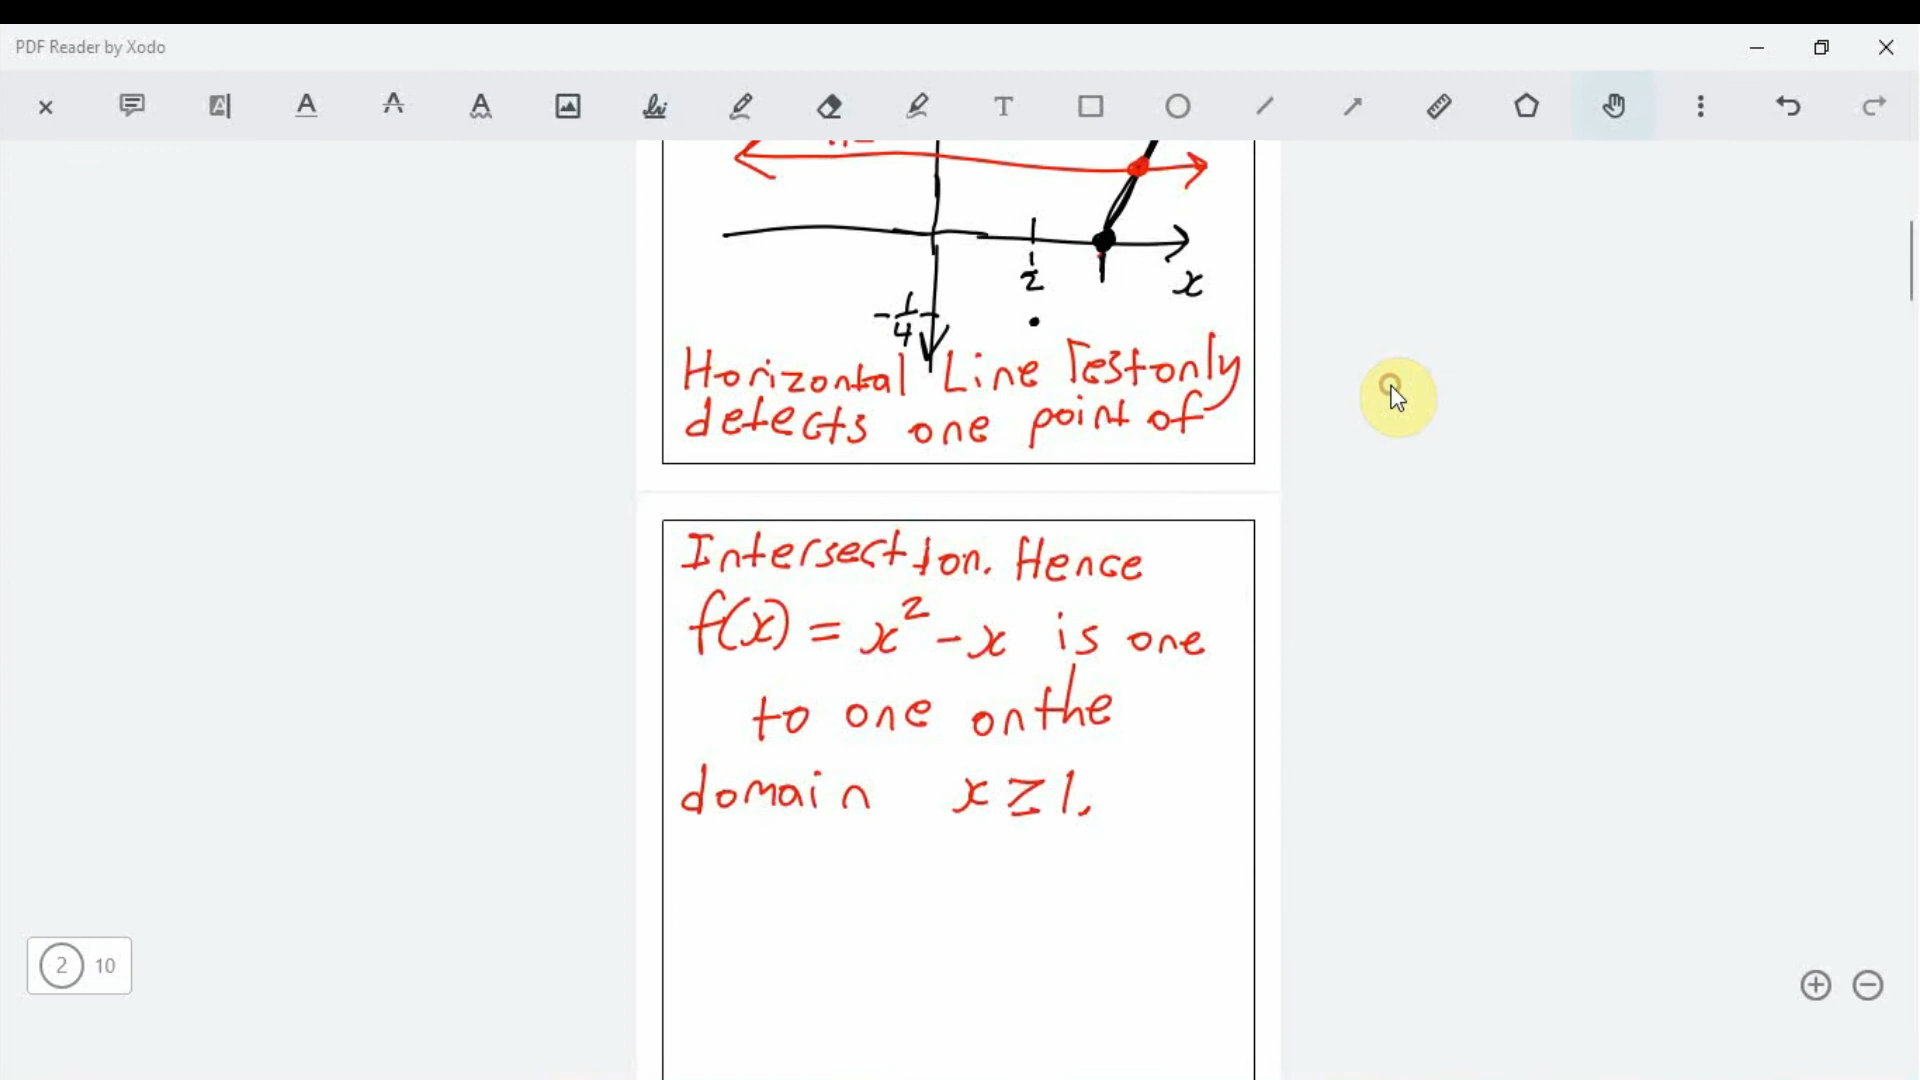 PDF Reader by Xodo
1/2
x
-1/4
Horizontal Line Test only
detects one point of
Intersection. Hence
f(x) = x² - x is one
to one on the
domain x ≥ 1.
2 10